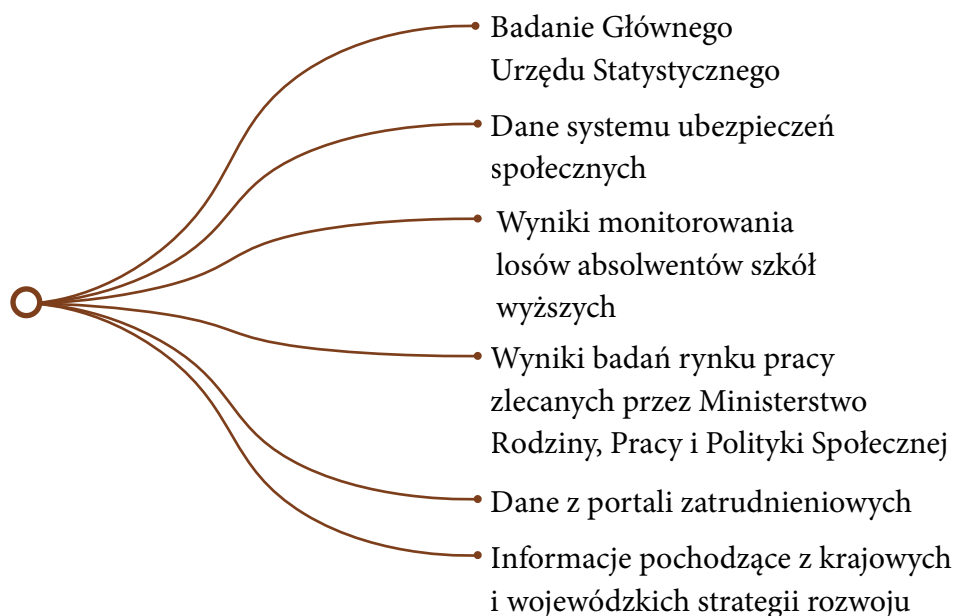 Badanie Głównego
Urzędu Statystycznego
Dane systemu ubezpieczeń
społecznych
Wyniki monitorowania
losów absolwentów szkół
wyższych
Wyniki badań rynku pracy
zlecanych przez Ministerstwo
Rodziny, Pracy i Polityki Społecznej
Dane z portali zatrudnieniowych
Informacje pochodzące z krajowych
i wojewódzkich strategii rozwoju